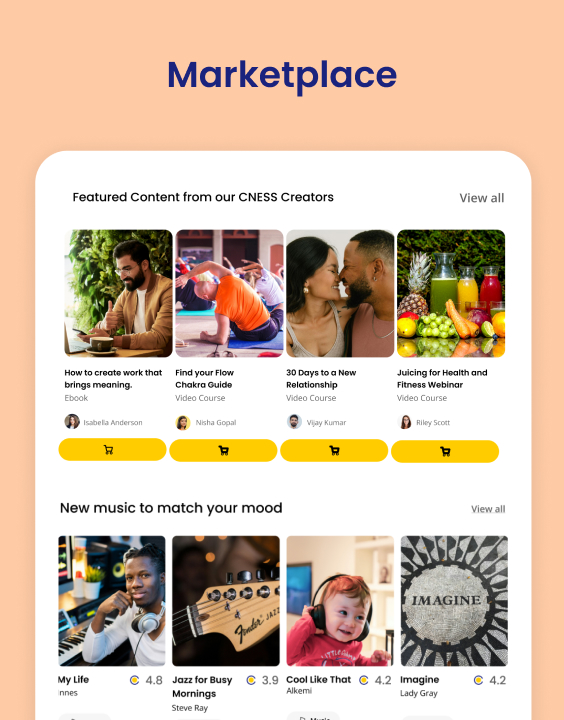 Marketplace
Featured Content from our CNESS Creators
View all
How to create work that
brings meaning.
Ebook
Isabella Anderson
Find your Flow
Chakra Guide
Video Course
Nisha Gopal
30 Days to a New
Relationship
Video Course
Vijay Kumar
Juicing for Health and
Fitness Webinar
Video Course
Riley Scott
New music to match your mood
View all
Fender JAZZ
IMAGINE
My Life
4.8
nnes
Jazz for Busy
Mornings
3.9
Steve Ray
Cool Like That
4.2
Alkemi
Music
Imagine
4.2
Lady Gray